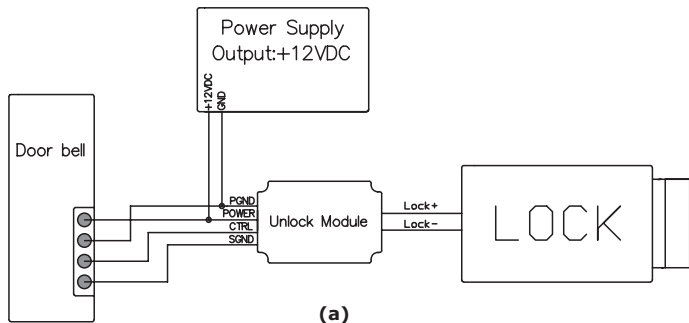 Power Supply
Output:+12VDC
+12VDC
GND
Door bell
PGND
POWER
CTRL
SGND
Unlock Module
Lock+
Lock-
LOCK
(a)